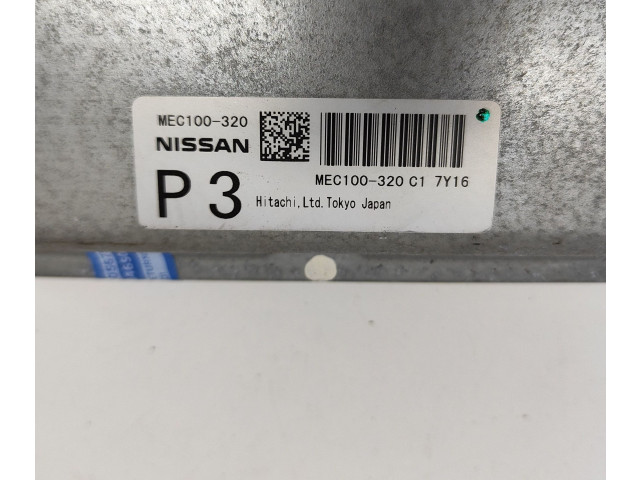 MEC100-320
NISSAN
MEC100-320 C1 7Y16
P3
Hitachi,Ltd.Tokyo Japan